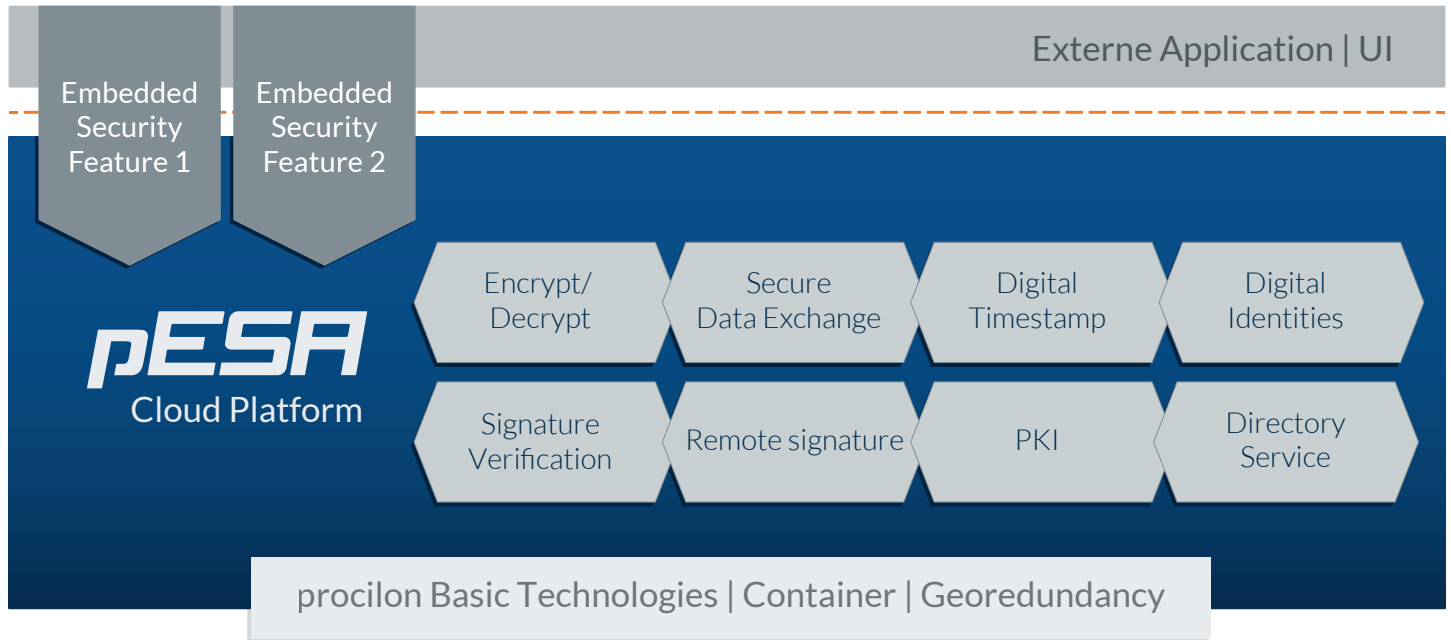 Externe Application | UI
Embedded
Security
Feature 1
Embedded
Security
Feature 2
pESA
Cloud Platform
Encrypt/
Decrypt
Secure
Data Exchange
Digital
Timestamp
Digital
Identities
Signature
Verification
Remote signature
PKI
Directory
Service
procilon Basic Technologies | Container | Georedundancy